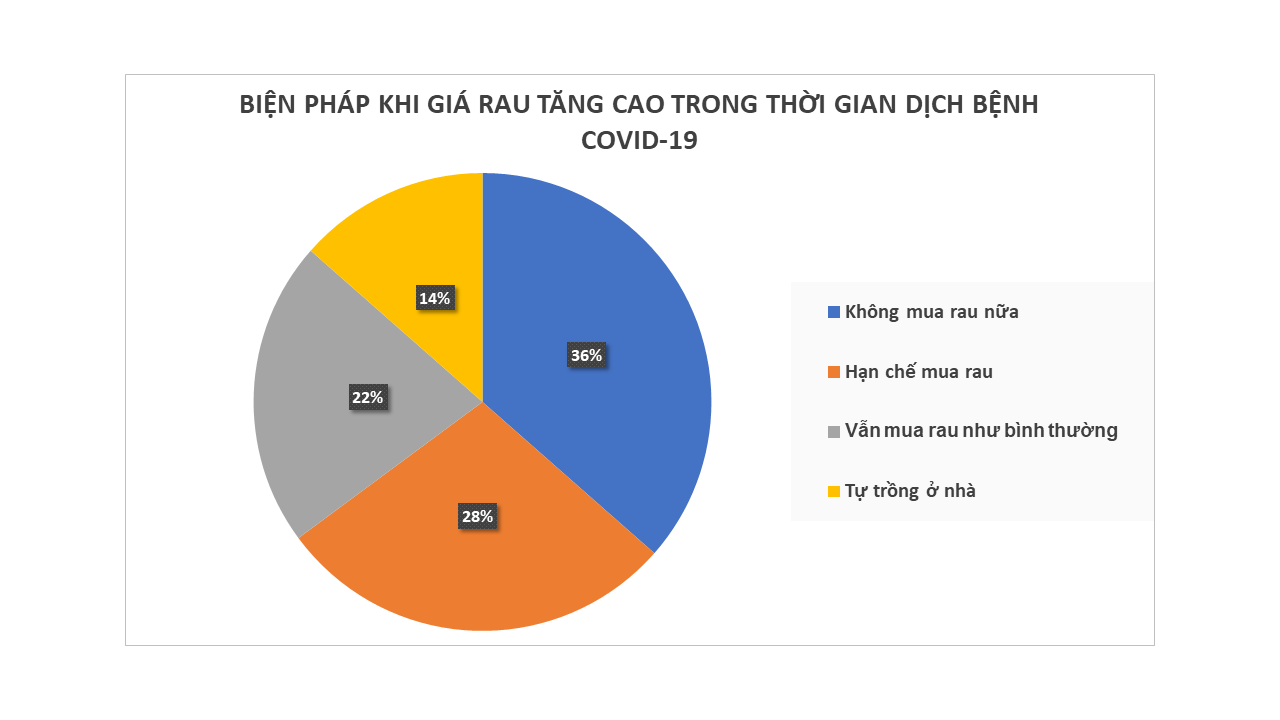 BIỆN PHÁP KHI GIÁ RAU TĂNG CAO TRONG THỜI GIAN DỊCH BỆNH
COVID-19
14%
36%
22%
28%
Không mua rau nữa
Hạn chế mua rau
Vẫn mua rau như bình thường
Tự trồng ở nhà